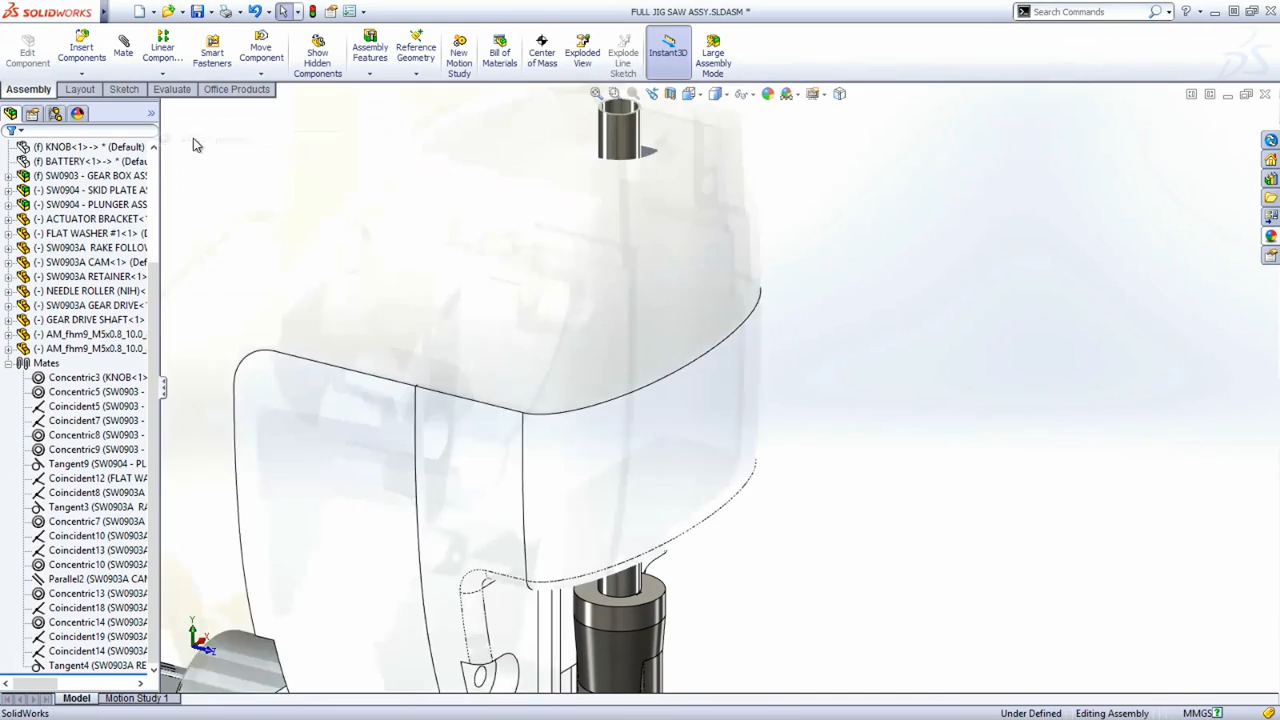 SOLIDWORKS
FULL JIG SAW ASSY.SLDASM *
Search Commands
Edit Component
Insert Components
Mate
Linear Compon...
Smart Fasteners
Move Component
Show Hidden Components
Assembly Features
Reference Geometry
New Motion Study
Bill of Materials
Center of Mass
Exploded View
Explode Line Sketch
Instant3D
Large Assembly Mode
Assembly
Layout
Sketch
Evaluate
Office Products
(f) KNOB<1>-> * (Default)
(f) BATTERY<1>-> * (Defau
(f) SW0903 - GEAR BOX ASS
(-) SW0904 - SKID PLATE A
(-) SW0904 - PLUNGER ASS
(-) ACTUATOR BRACKET<
(-) FLAT WASHER #1<1> (D
(-) SW0903A RAKE FOLLOV
(-) SW0903A CAM<1> (Def
(-) SW0903A RETAINER<1>
(-) NEEDLE ROLLER (NIH)<
(-) SW0903A GEAR DRIVE<
(-) GEAR DRIVE SHAFT<1>
(-) AM_fhm9_M5x0.8_10.0_
(-) AM_fhm9_M5x0.8_10.0_
Mates
Concentric3 (KNOB<1>
Concentric5 (SW0903 -
Coincident5 (SW0904 -
Coincident7 (SW0903 -
Concentric8 (SW0903 -
Concentric9 (SW0903 -
Tangent9 (SW0904 - PL
Coincident12 (FLAT WA
Coincident8 (SW0903 -
Tangent3 (SW0903A RA
Concentric7 (SW0903A
Coincident10 (SW0903A
Coincident13 (SW0903A
Concentric10 (SW0903A
Parallel2 (SW0903A CAM
Concentric13 (SW0903A
Coincident18 (SW0903A
Concentric14 (SW0903A
Coincident19 (SW0903A
Coincident14 (SW0903A
Tangent4 (SW0903A RE
Y
X
Z
Model
Motion Study 1
SolidWorks
Under Defined
Editing Assembly
MMGS